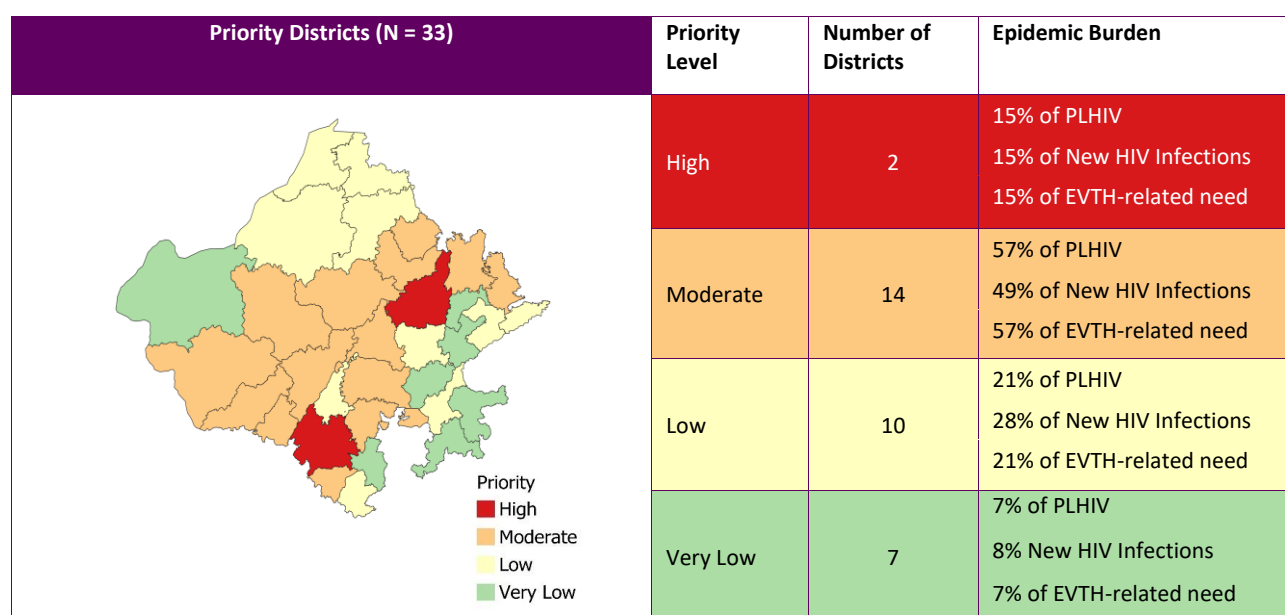 Priority Districts (N = 33)
Priority
Level
Number of
Districts
Epidemic Burden
High
2
15% of PLHIV
15% of New HIV Infections
15% of EVTH-related need
Moderate
14
57% of PLHIV
49% of New HIV Infections
57% of EVTH-related need
Low
10
21% of PLHIV
28% of New HIV Infections
21% of EVTH-related need
Very Low
7
7% of PLHIV
8% New HIV Infections
7% of EVTH-related need
Priority
High
Moderate
Low
Very Low